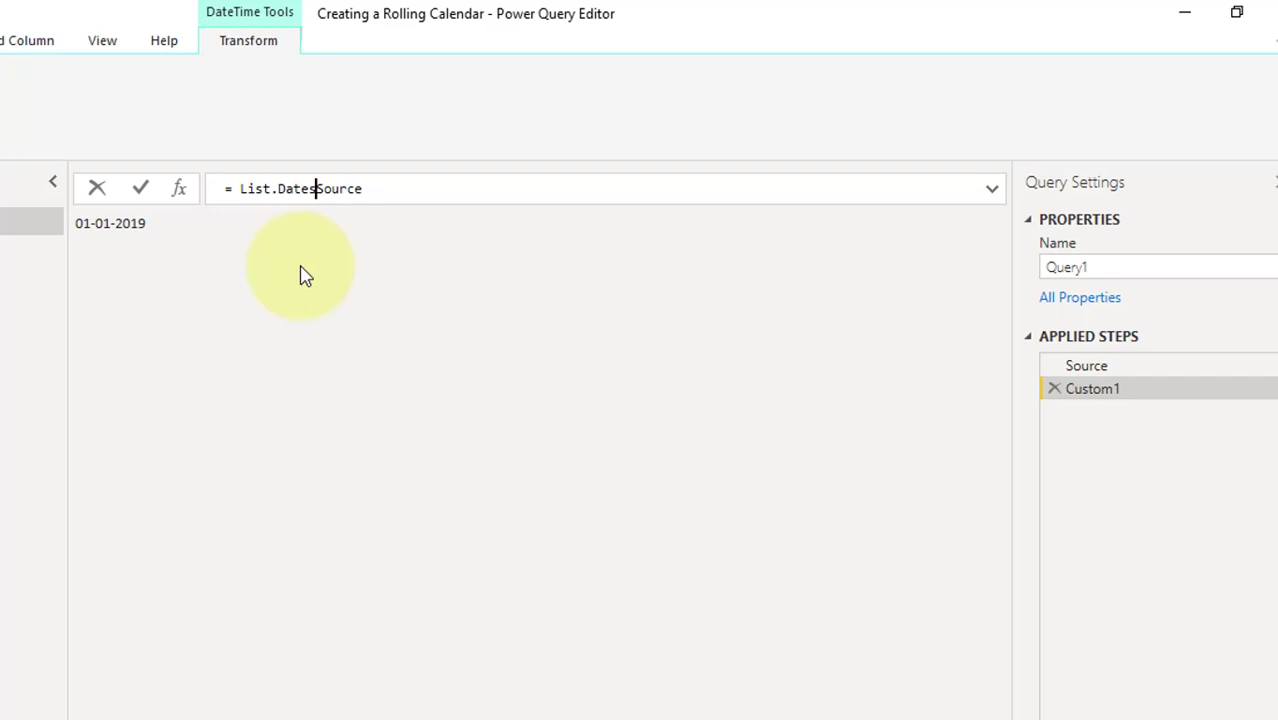 DateTime Tools
Creating a Rolling Calendar - Power Query Editor
d Column
View
Help
Transform
fx
= List.DatesSource
01-01-2019
Query Settings
PROPERTIES
Name
Query1
All Properties
APPLIED STEPS
Source
Custom1